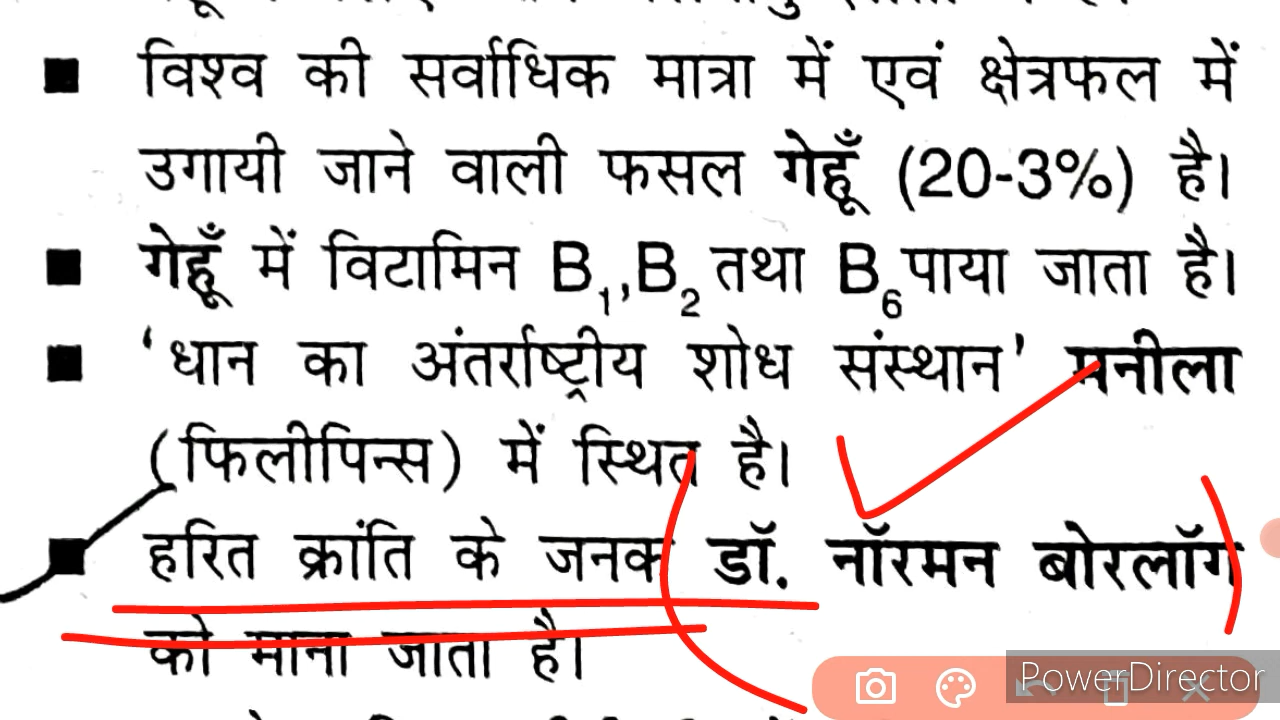 ■ विश्व की सर्वाधिक मात्रा में एवं क्षेत्रफल में
उगायी जाने वाली फसल गेहूँ (20-3%) है।
■ गेहूँ में विटामिन B₁,B₂ तथा B₆ पाया जाता है।
■ ‘धान का अंतर्राष्ट्रीय शोध संस्थान’ मनीला
(फिलीपिन्स) में स्थित है।
■ हरित क्रांति के जनक डॉ. नॉरमन बोरलॉग
को माना जाता है।
PowerDirector